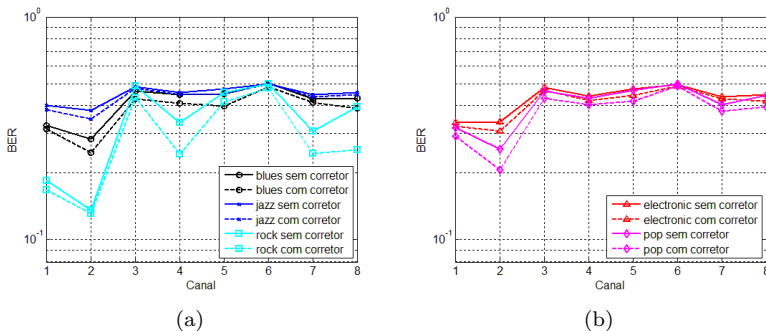 10^0
10^-1
BER
1 2 3 4 5 6 7 8
Canal
blues sem corretor
blues com corretor
jazz sem corretor
jazz com corretor
rock sem corretor
rock com corretor
(a)
10^0
10^-1
BER
1 2 3 4 5 6 7 8
Canal
electronic sem corretor
electronic com corretor
pop sem corretor
pop com corretor
(b)